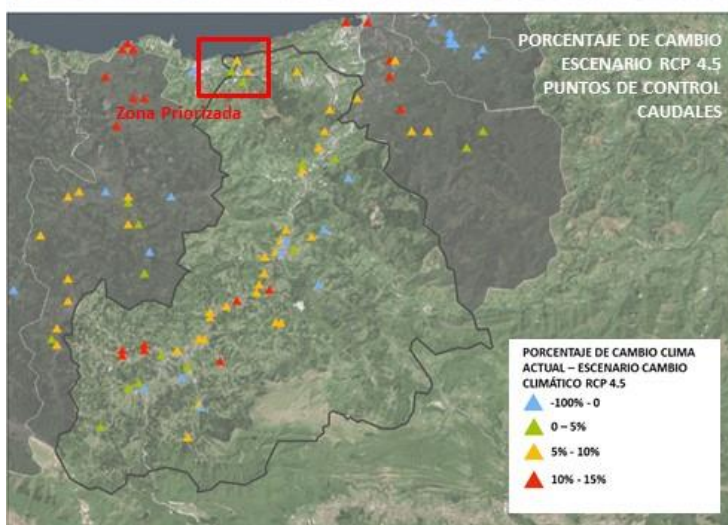 PORCENTAJE DE CAMBIO
ESCENARIO RCP 4.5
PUNTOS DE CONTROL
CAUDALES
Zona Priorizada
PORCENTAJE DE CAMBIO CLIMA
ACTUAL – ESCENARIO CAMBIO
CLIMÁTICO RCP 4.5
-100% - 0
0 – 5%
5% - 10%
10% - 15%